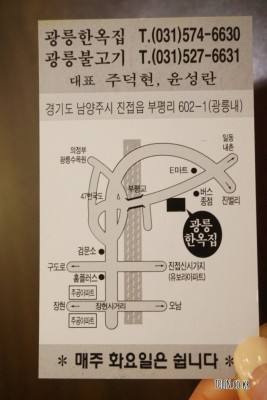 광릉한옥집 T.(031)574-6630
광릉불고기 T.(031)527-6631
대표 주덕현, 윤성란
경기도 남양주시 진접읍 부평리 602-1(광릉내)
의정부
광릉수목원
일동
내촌
E마트
47번국도
부평교
버스
종점
진벌리
광릉
한옥집
검문소
구도로
진접신시가지
(유보라아파트)
홈플러스
주공아파트
장현
장현사거리
오남
주공아파트
* 매주 화요일은 쉽니다 *